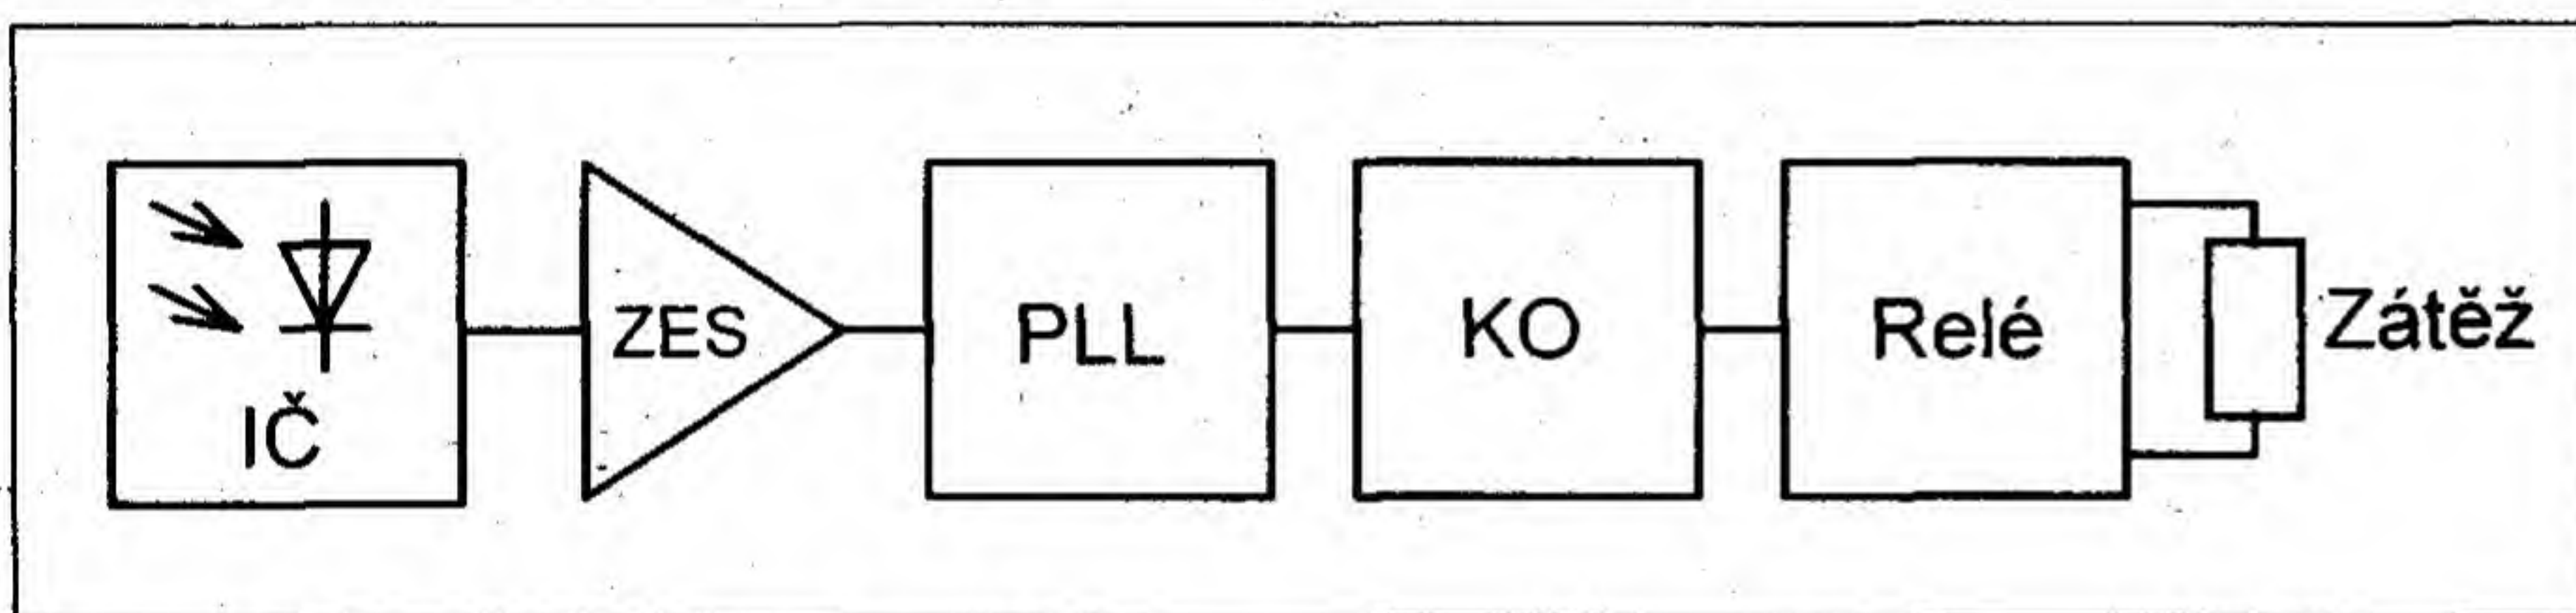 IČ
ZES
PLL
KO
Relé
Zátěž